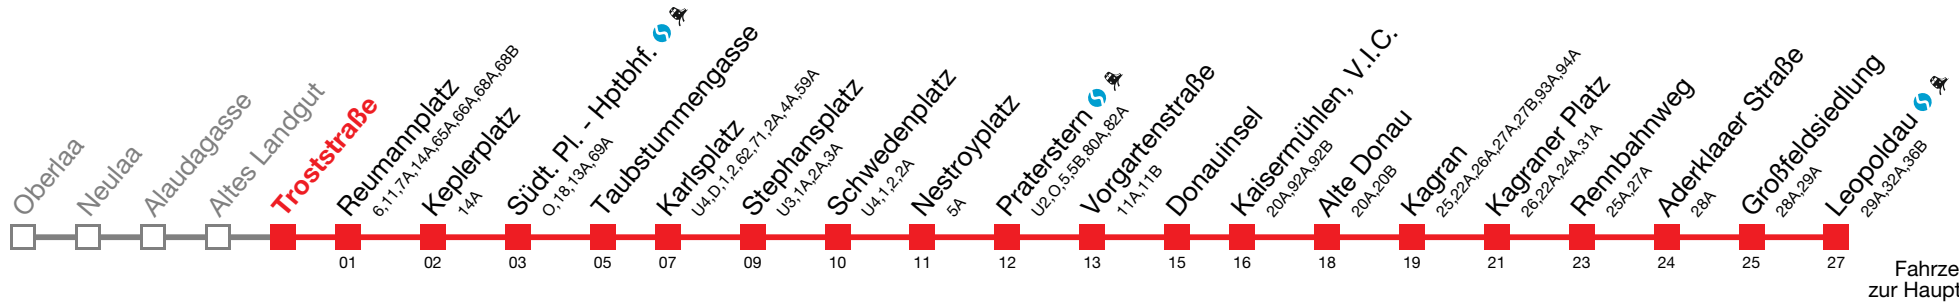 Oberlaa
Neulaa
Alaudagasse
Altes Landgut
Troststraße
Reumannplatz
6,11,7A,14A,65A,66A,68A,68B
Keplerplatz
14A
Südt. Pl. - Hptbhf.
O,18,13A,69A
Taubstummengasse
Karlsplatz
U4,D,1,2,62,71,2A,4A,59A
Stephansplatz
U3,1A,2A,3A
Schwedenplatz
U4,1,2,2A
Nestroyplatz
5A
Praterstern
U2,O,5,5B,80A,82A
Vorgartenstraße
11A,11B
Donauinsel
Kaisermühlen, V.I.C.
20A,92A,92B
Alte Donau
20A,20B
Kagran
25,22A,26A,27A,27B,93A,94A
Kagraner Platz
26,22A,24A,31A
Rennbahnweg
25A,27A
Aderklaaer Straße
28A
Großfeldsiedlung
28A,29A
Leopoldau
29A,32A,36B
01 02 03 05 07 09 10 11 12 13 15 16 18 19 21 23 24 25 27
Fahrze
zur Haupt